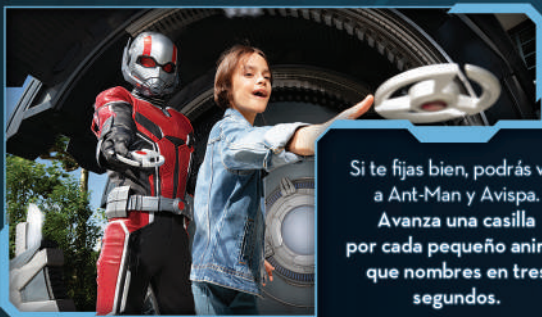 Si te fijas bien, podrás
a Ant-Man y Avispa.
Avanza una casilla
por cada pequeño
que nombres en tres
segundos.